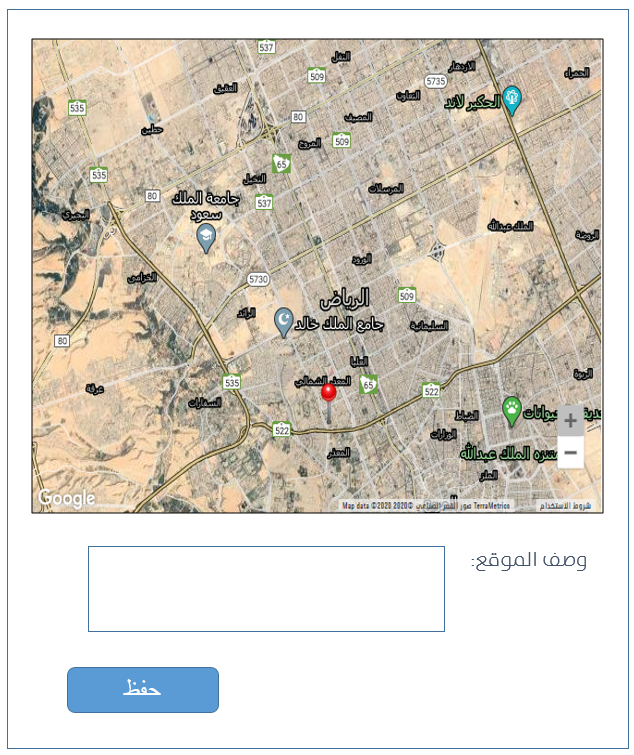 537
النفل
الازدهار
509
الحمراء
5735
العقيق
التعاون
الحكير لاند
535
80
المصيف
حطين
المروج
509
65
535
النخيل
80
جامعة الملك
سعود
537
المرسلات
الملك عبدالله
الروضة
الورود
الخزامى
5730
الرياض
509
الرائد
جامع الملك خالد
السليمانية
80
العليا
المعذر الشمالي
65
الربوة
535
522
عرقة
السفارات
الضباط
522
الوزارات
+
المعذر
منتزه الملك عبدالله
−
الملز
Google
Map data ©2020 2020© صور القمر الصناعي TerraMetrics
شروط الاستخدام
وصف الموقع:
حفظ